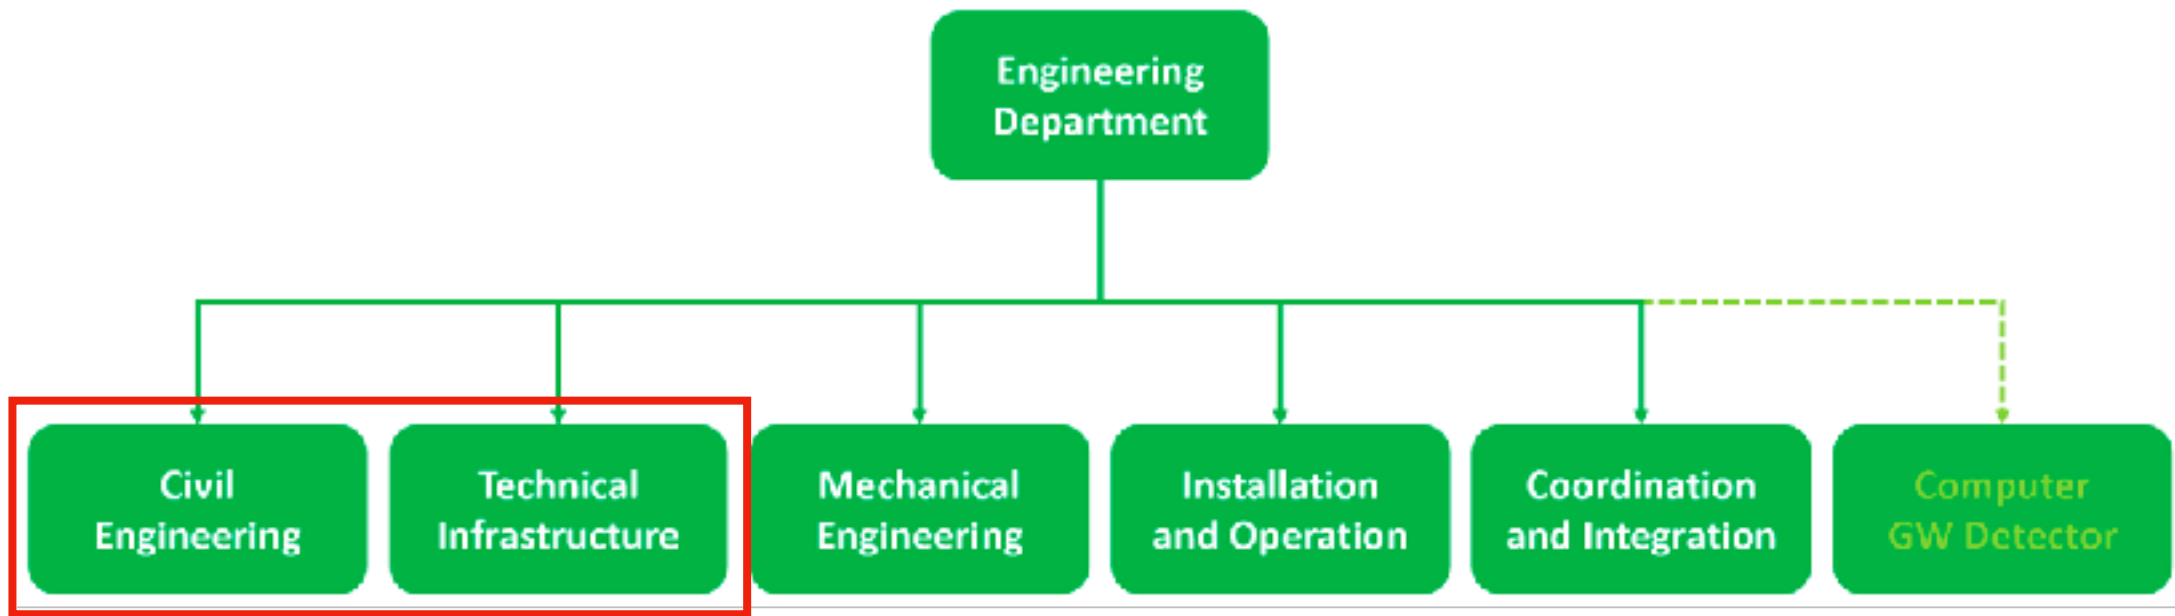 Engineering
Department
Civil
Engineering
Technical
Infrastructure
Mechanical
Engineering
Installation
and Operation
Coordination
and Integration
Computer
GW Detector